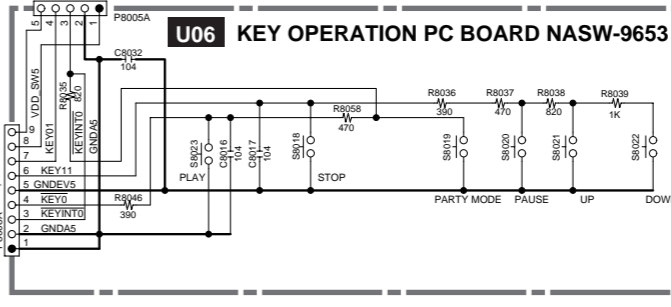 P8005A
U06 KEY OPERATION PC BOARD NASW-9653
5 4 3 2 1
VDD_SW5
KEY01
R8035
820
KEYINT0
GNDA5
C8032
104
R8036
390
R8037
470
R8038
820
R8039
1K
R8058
470
9
8
7
6 KEY11
5 GNDEV5
4 KEY0
3 KEYINT0
2 GNDA5
1
R8046
390
S8023
PLAY
C8016
104
C8017
104
S8018
STOP
S8019
PARTY MODE
S8020
PAUSE
S8021
UP
S8022
DOW